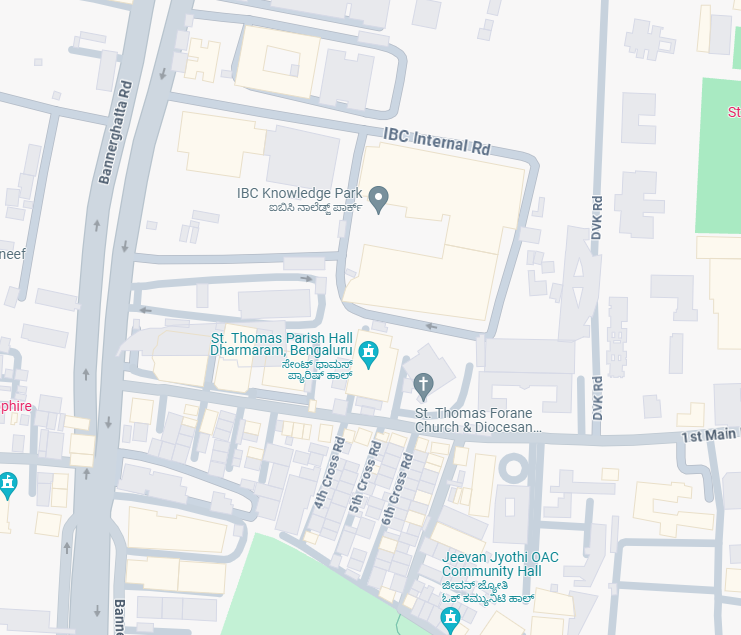 Bannerghatta Rd
IBC Internal Rd
St
IBC Knowledge Park
ಐಬಿಸಿ ನಾಲೆಡ್ಜ್ ಪಾರ್ಕ್
DVK Rd
neef
St. Thomas Parish Hall
Dharmaram, Bengaluru
ಸೇಂಟ್ ಥಾಮಸ್
ಪ್ಯಾರಿಷ್ ಹಾಲ್
phire
DVK Rd
St. Thomas Forane
Church & Diocesan...
1st Main
4th Cross Rd
5th Cross Rd
6th Cross Rd
Jeevan Jyothi OAC
Community Hall
ಜೀವನ್ ಜ್ಯೋತಿ
ಓಕ್ ಕಮ್ಯುನಿಟಿ ಹಾಲ್
Banne